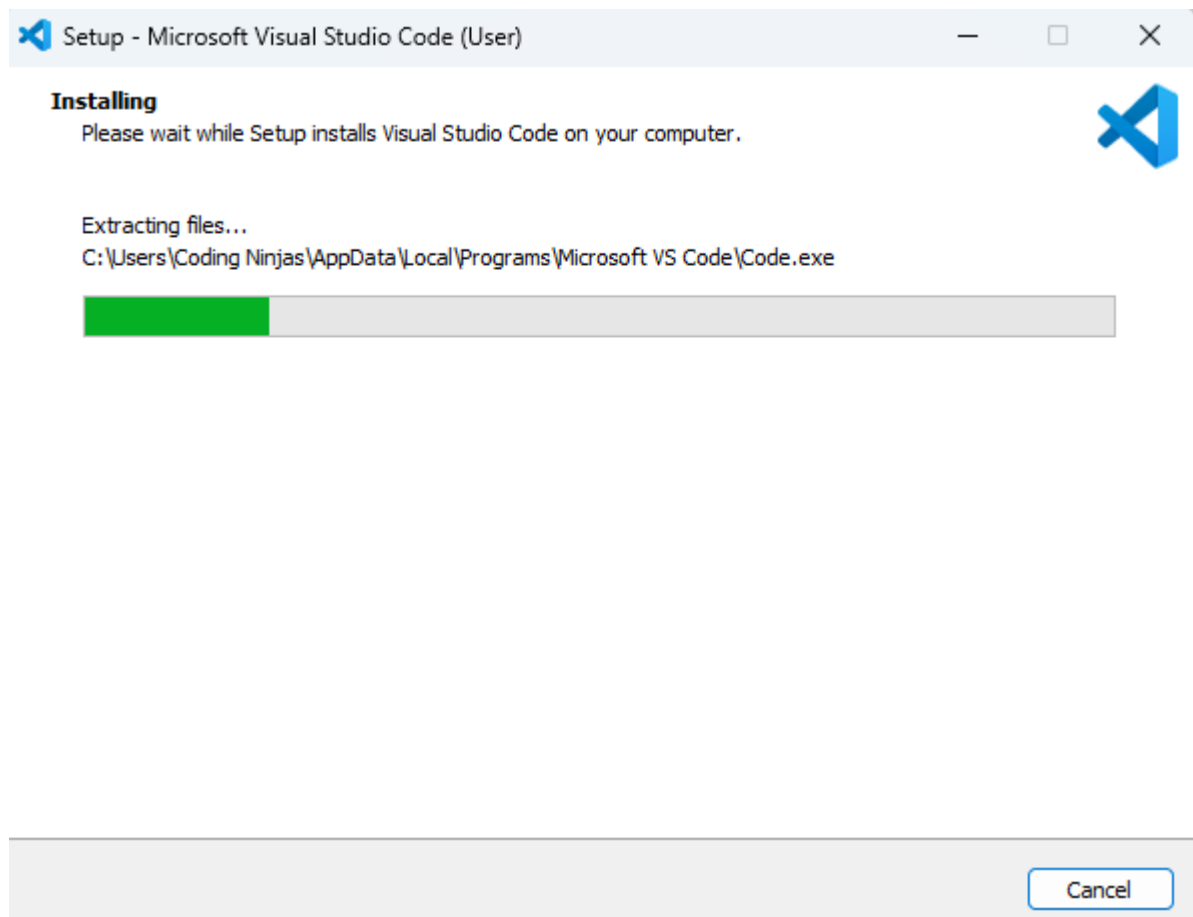 Setup - Microsoft Visual Studio Code (User)
Installing
Please wait while Setup installs Visual Studio Code on your computer.
Extracting files...
C:\Users\Coding Ninjas\AppData\Local\Programs\Microsoft VS Code\Code.exe
Cancel